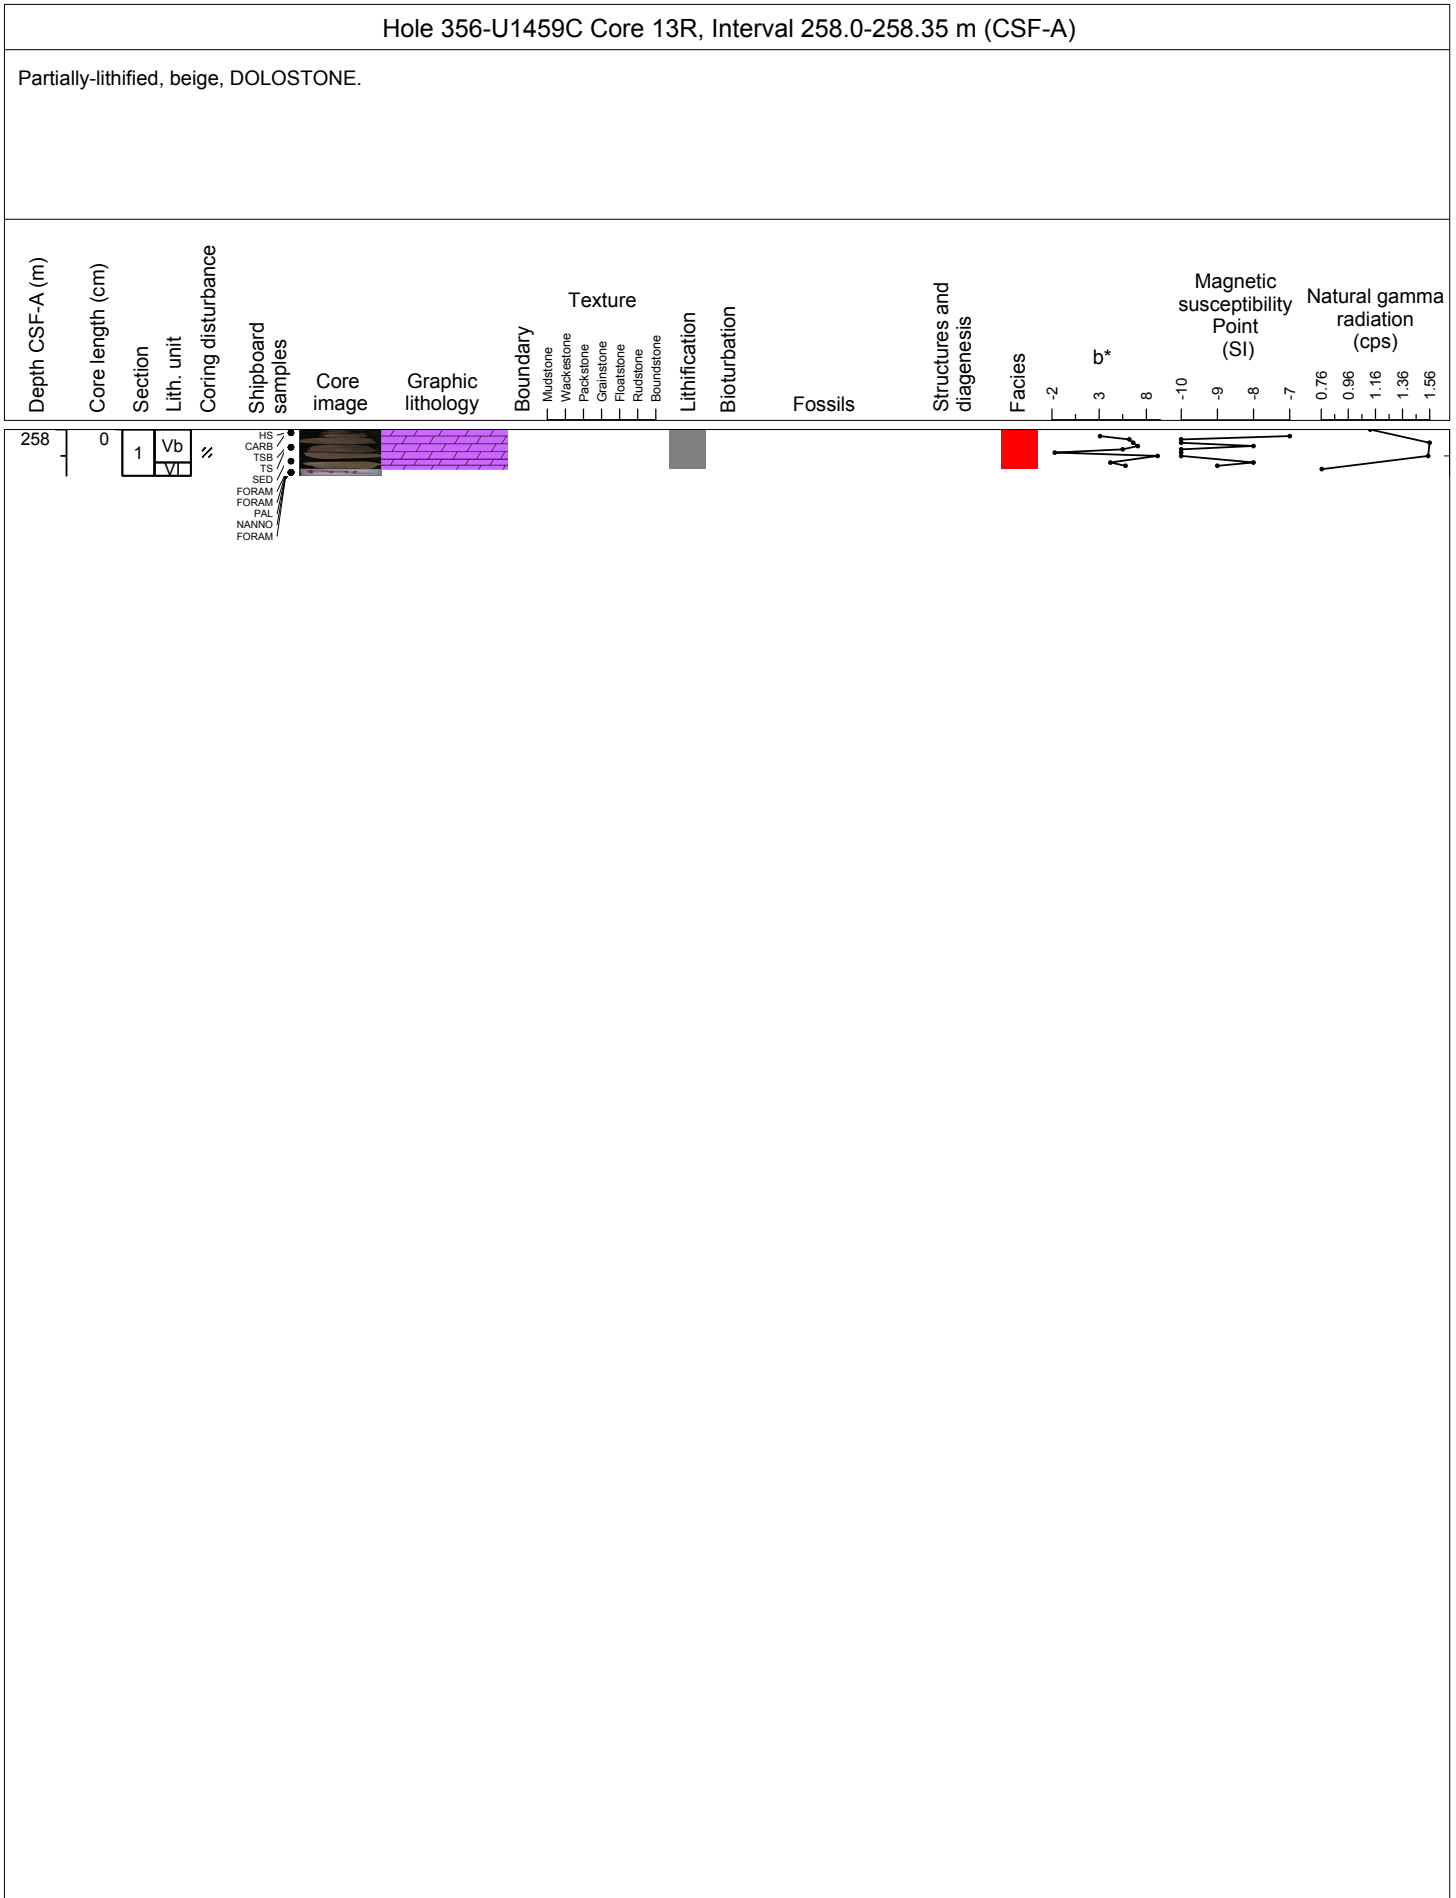 Hole 356-U1459C Core 13R, Interval 258.0-258.35 m (CSF-A)
Partially-lithified, beige, DOLOSTONE.
Depth CSF-A (m)
Core length (cm)
Section
Lith. unit
Coring disturbance
Shipboard
samples
Core
image
Graphic
lithology
Boundary
Texture
Mudstone
Wackestone
Packstone
Grainstone
Floatstone
Rudstone
Boundstone
Lithification
Bioturbation
Fossils
Structures and
diagenesis
Facies
b*
-2
3
8
Magnetic
susceptibility
Point
(SI)
-10
-9
-8
-7
Natural gamma
radiation
(cps)
0.76
0.96
1.16
1.36
1.56
258
0
1
Vb
VI
HS
CARB
TSB
TS
SED
FORAM
FORAM
PAL
NANNO
FORAM